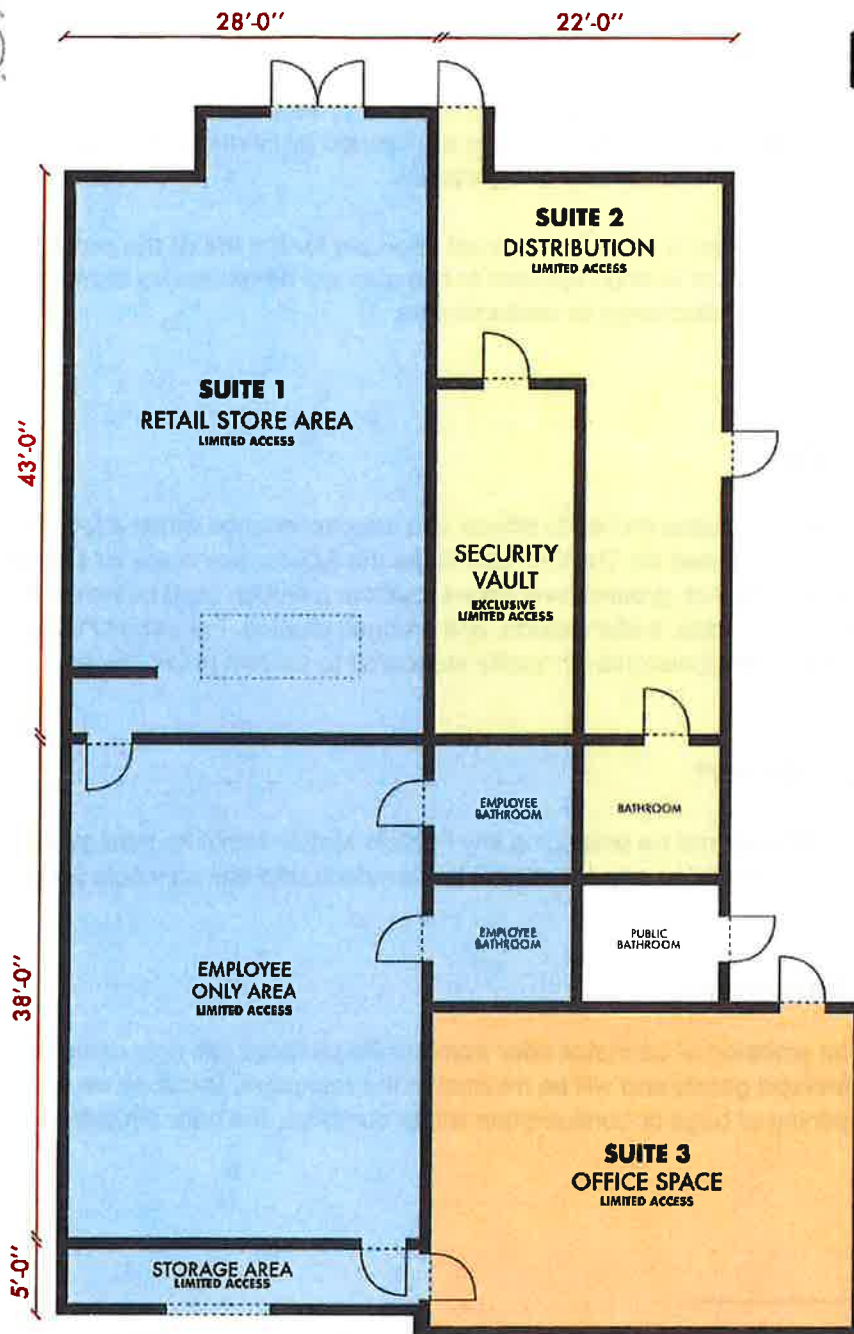 28'-0"
22'-0"
SUITE 2
DISTRIBUTION
LIMITED ACCESS
SUITE 1
RETAIL STORE AREA
LIMITED ACCESS
43'-0"
SECURITY
VAULT
EXCLUSIVE
LIMITED ACCESS
EMPLOYEE
BATHROOM
BATHROOM
EMPLOYEE
BATHROOM
PUBLIC
BATHROOM
EMPLOYEE
ONLY AREA
LIMITED ACCESS
38'-0"
SUITE 3
OFFICE SPACE
LIMITED ACCESS
STORAGE AREA
LIMITED ACCESS
5'-0"